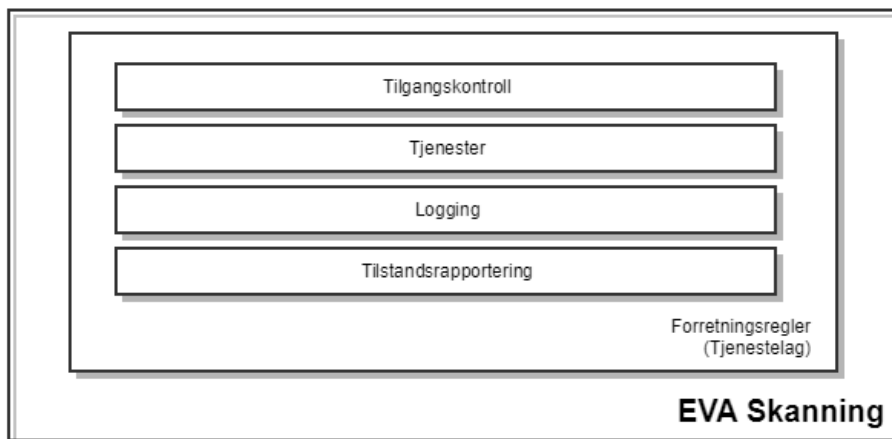 Tilgangskontroll
Tjenester
Logging
Tilstandsrapportering
Forretningsregler
(Tjenestelag)
EVA Skanning